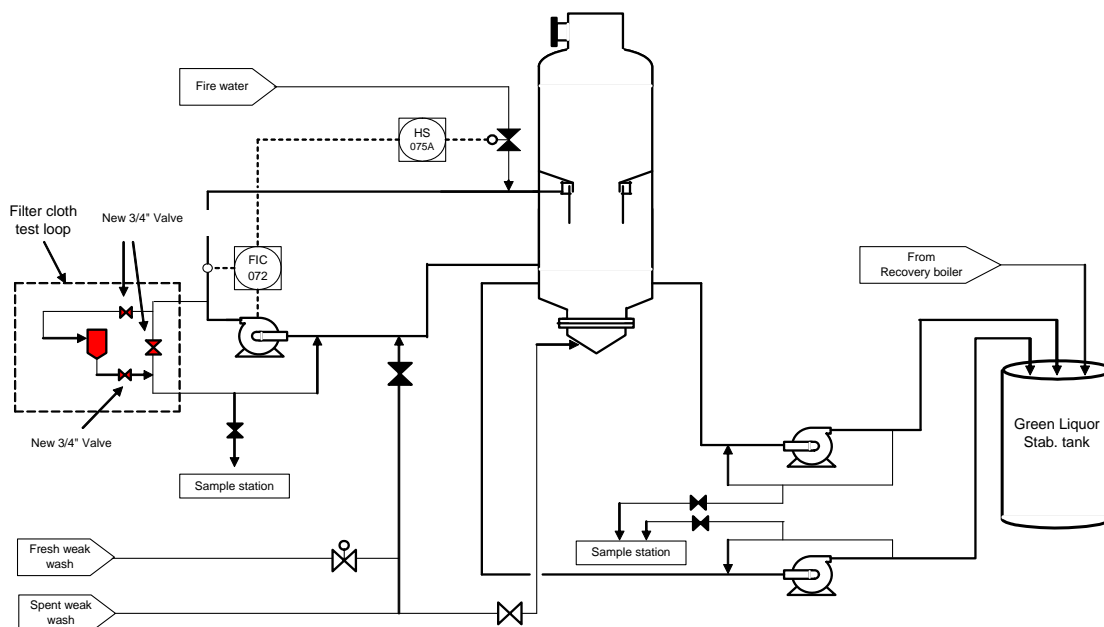 Fire water
HS
075A
Filter cloth
test loop
New 3/4" Valve
FIC
072
From
Recovery boiler
Green Liquor
Stab. tank
New 3/4" Valve
Sample station
Sample station
Fresh weak
wash
Spent weak
wash